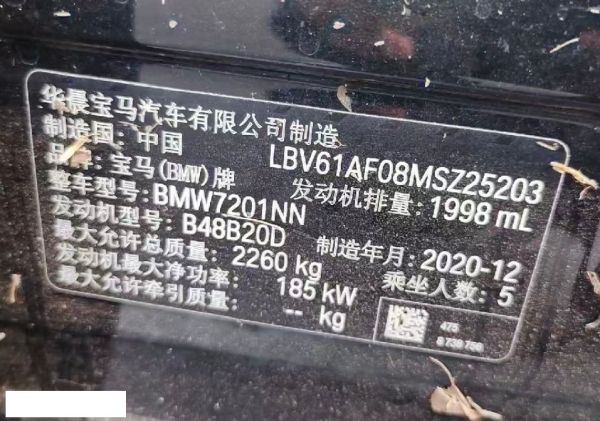 华晨宝马汽车有限公司制造
制造国: 中国 LBV61AF08MSZ25203
品牌: 宝马(BMW)牌 发动机排量: 1998 mL
整车型号: BMW7201NN
发动机型号: B48B20D 制造年月: 2020-12
最大允许总质量: 2260 kg 乘坐人数: 5
发动机最大净功率: 185 kW
最大允许牵引质量: -- kg
475